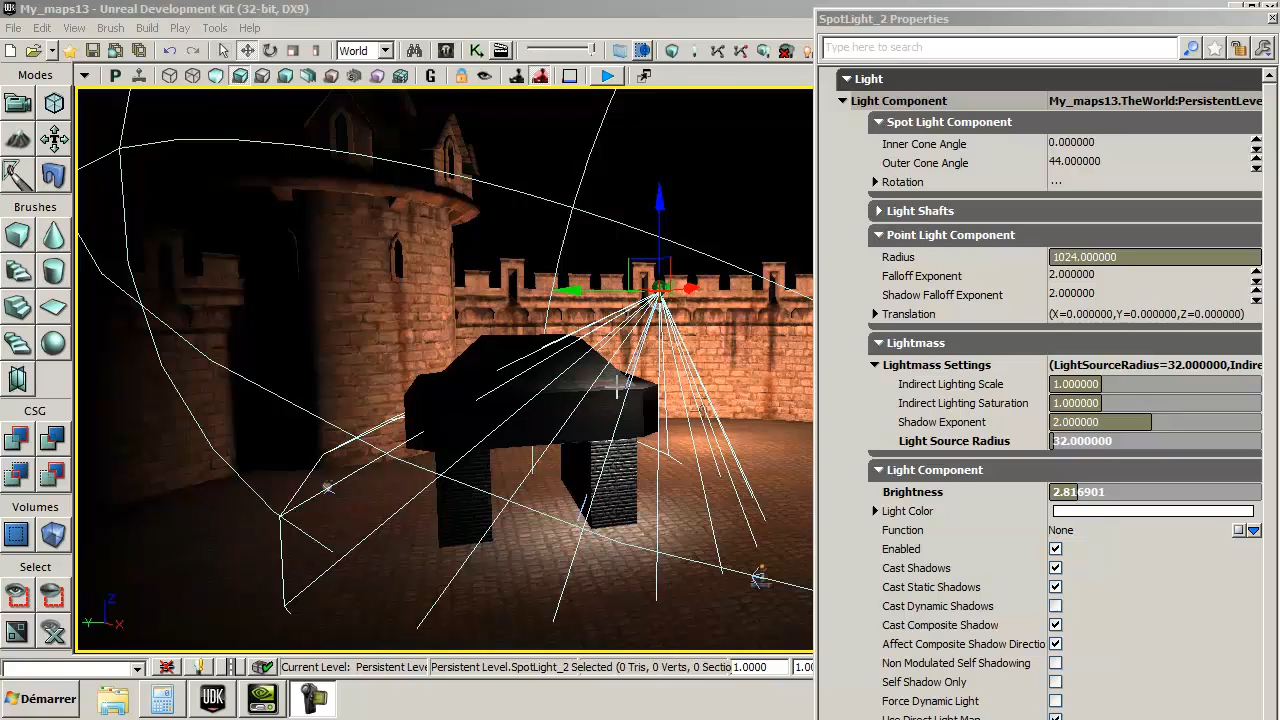 My_maps13 - Unreal Development Kit (32-bit, DX9)
File Edit View Brush Build Play Tools Help
World
Modes
P
G
Brushes
CSG
Volumes
Select
Z
Y X
SpotLight_2 Properties
Type here to search
Light
Light Component My_maps13.TheWorld:PersistentLeve
Spot Light Component
Inner Cone Angle 0.000000
Outer Cone Angle 44.000000
Rotation ...
Light Shafts
Point Light Component
Radius 1024.000000
Falloff Exponent 2.000000
Shadow Falloff Exponent 2.000000
Translation (X=0.000000,Y=0.000000,Z=0.000000)
Lightmass
Lightmass Settings (LightSourceRadius=32.000000,Indire
Indirect Lighting Scale 1.000000
Indirect Lighting Saturation 1.000000
Shadow Exponent 2.000000
Light Source Radius 32.000000
Light Component
Brightness 2.816901
Light Color
Function None
Enabled
Cast Shadows
Cast Static Shadows
Cast Dynamic Shadows
Cast Composite Shadow
Affect Composite Shadow Directio
Non Modulated Self Shadowing
Self Shadow Only
Force Dynamic Light
Use Direct Light Map
Current Level: Persistent Leve Persistent Level.SpotLight_2 Selected (0 Tris, 0 Verts, 0 Sectio 1.0000 1.00
Démarrer
UDK